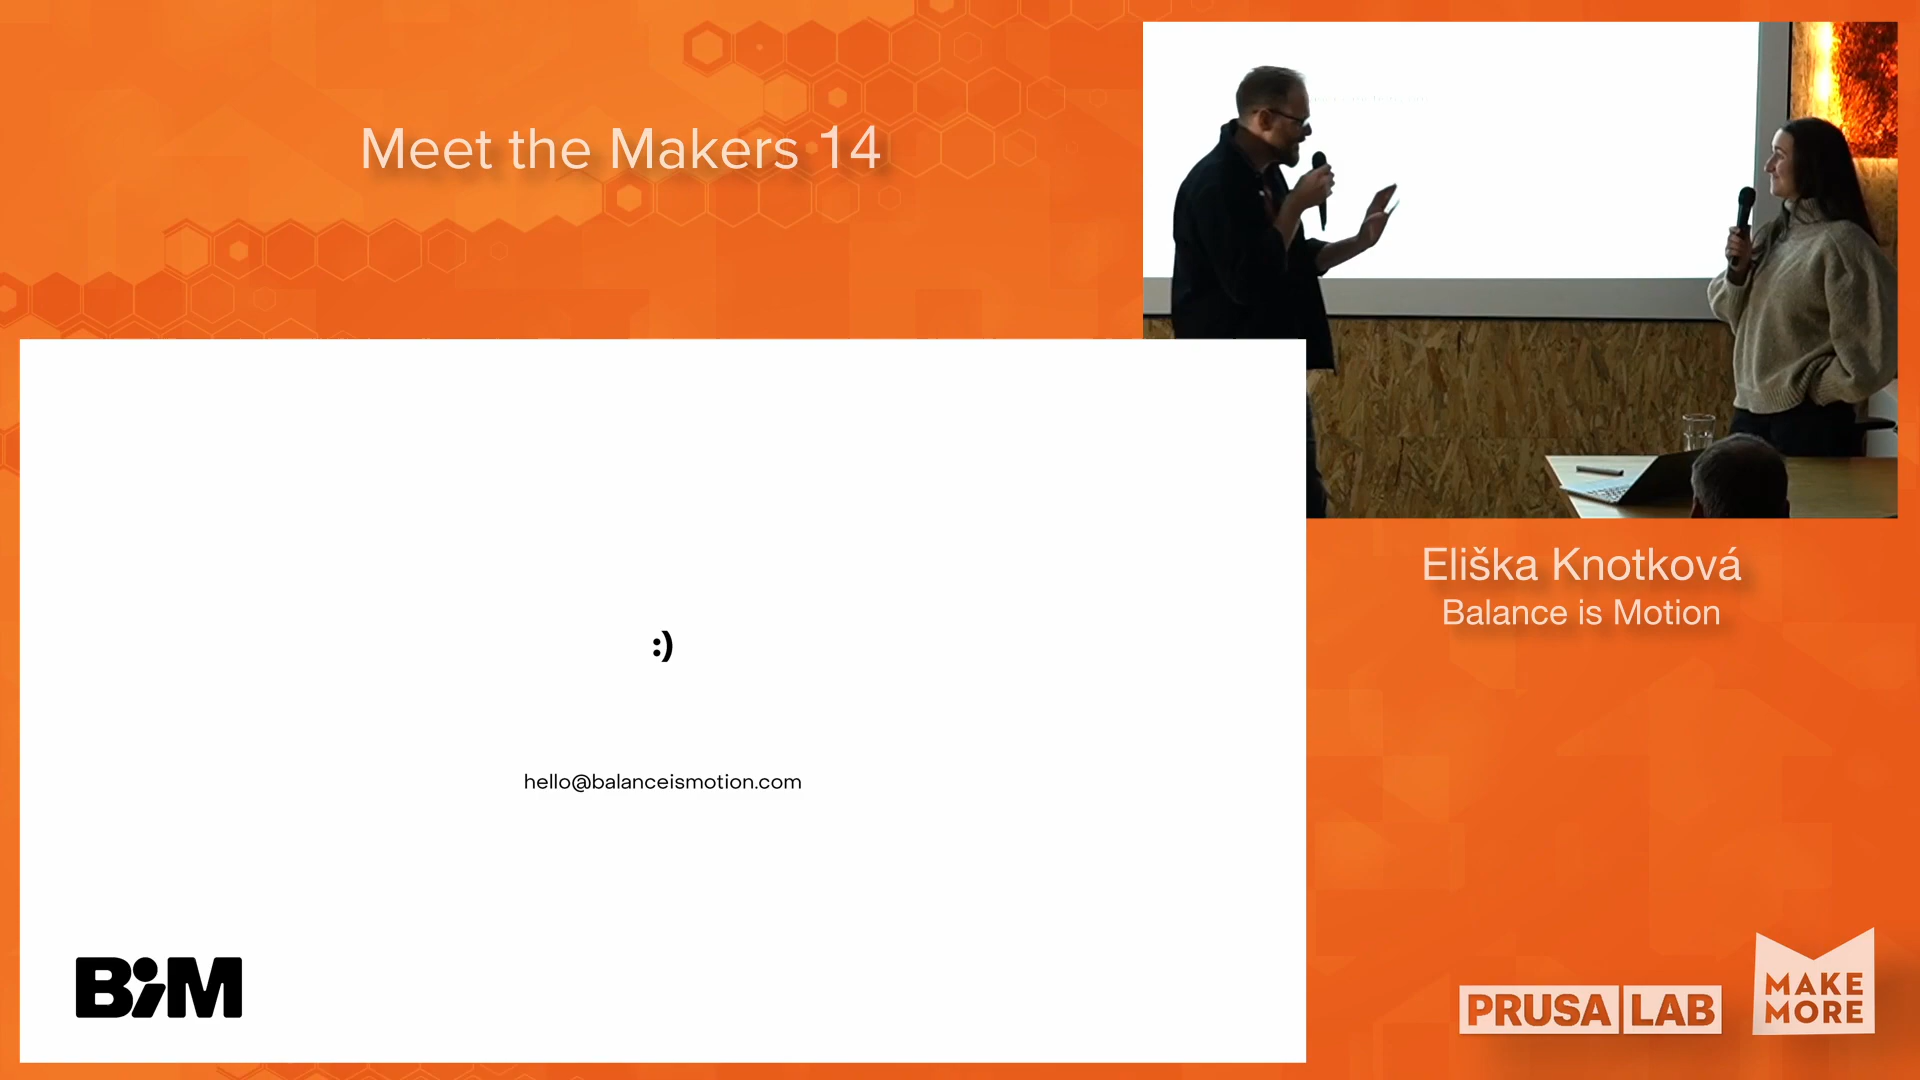 Meet the Makers 14
:)
hello@balanceismotion.com
BiM
Eliška Knotková
Balance is Motion
PRUSA LAB
MAKE
MORE